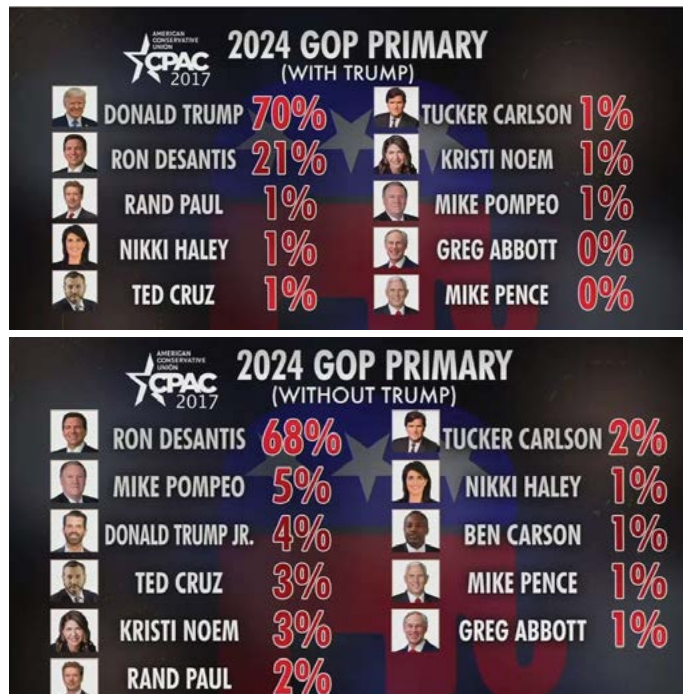 AMERICAN
CONSERVATIVE
UNION
CPAC
2017
2024 GOP PRIMARY
(WITH TRUMP)
DONALD TRUMP 70%
RON DESANTIS 21%
RAND PAUL 1%
NIKKI HALEY 1%
TED CRUZ 1%
TUCKER CARLSON 1%
KRISTI NOEM 1%
MIKE POMPEO 1%
GREG ABBOTT 0%
MIKE PENCE 0%
AMERICAN
CONSERVATIVE
UNION
CPAC
2017
2024 GOP PRIMARY
(WITHOUT TRUMP)
RON DESANTIS 68%
MIKE POMPEO 5%
DONALD TRUMP JR. 4%
TED CRUZ 3%
KRISTI NOEM 3%
RAND PAUL 2%
TUCKER CARLSON 2%
NIKKI HALEY 1%
BEN CARSON 1%
MIKE PENCE 1%
GREG ABBOTT 1%